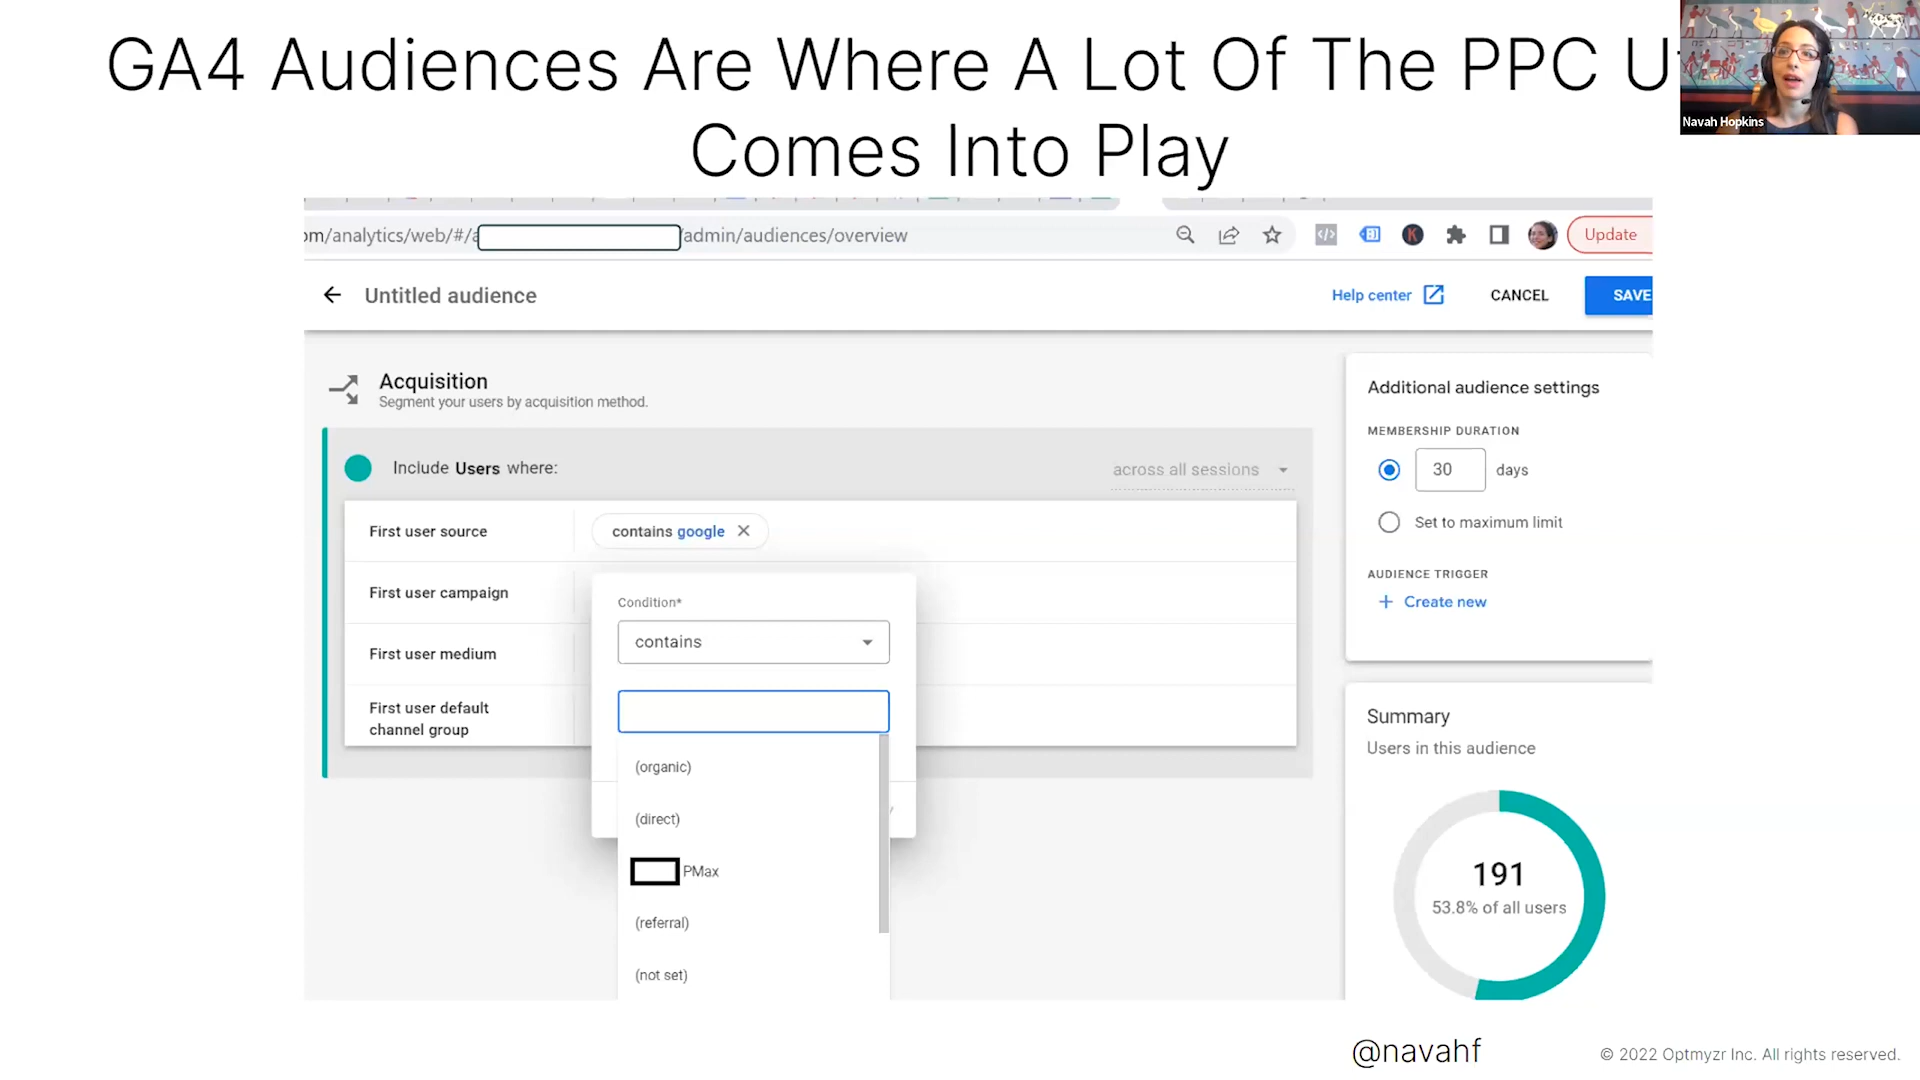 GA4 Audiences Are Where A Lot Of The PPC
Comes Into Play
Navah Hopkins
om/analytics/web/#/a
/admin/audiences/overview
Update
Untitled audience
Help center
CANCEL
SAVE
Acquisition
Segment your users by acquisition method.
Include Users where:
across all sessions
First user source
contains google
First user campaign
First user medium
First user default
channel group
Condition*
contains
(organic)
(direct)
PMax
(referral)
(not set)
Additional audience settings
MEMBERSHIP DURATION
30 days
Set to maximum limit
AUDIENCE TRIGGER
+ Create new
Summary
Users in this audience
191
53.8% of all users
@navahf
© 2022 Optmyzr Inc. All rights reserved.